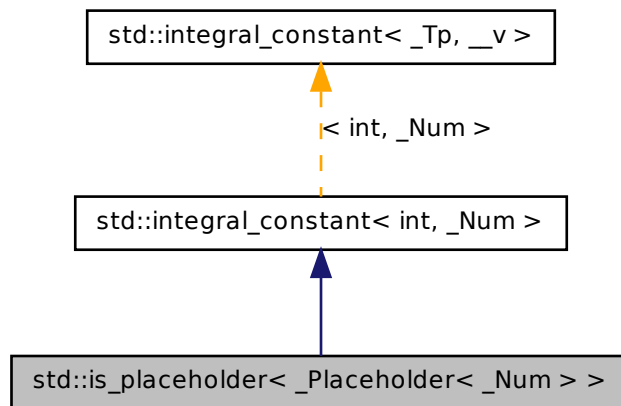 std::integral_constant< _Tp, __v >
< int, _Num >
std::integral_constant< int, _Num >
std::is_placeholder< _Placeholder< _Num > >